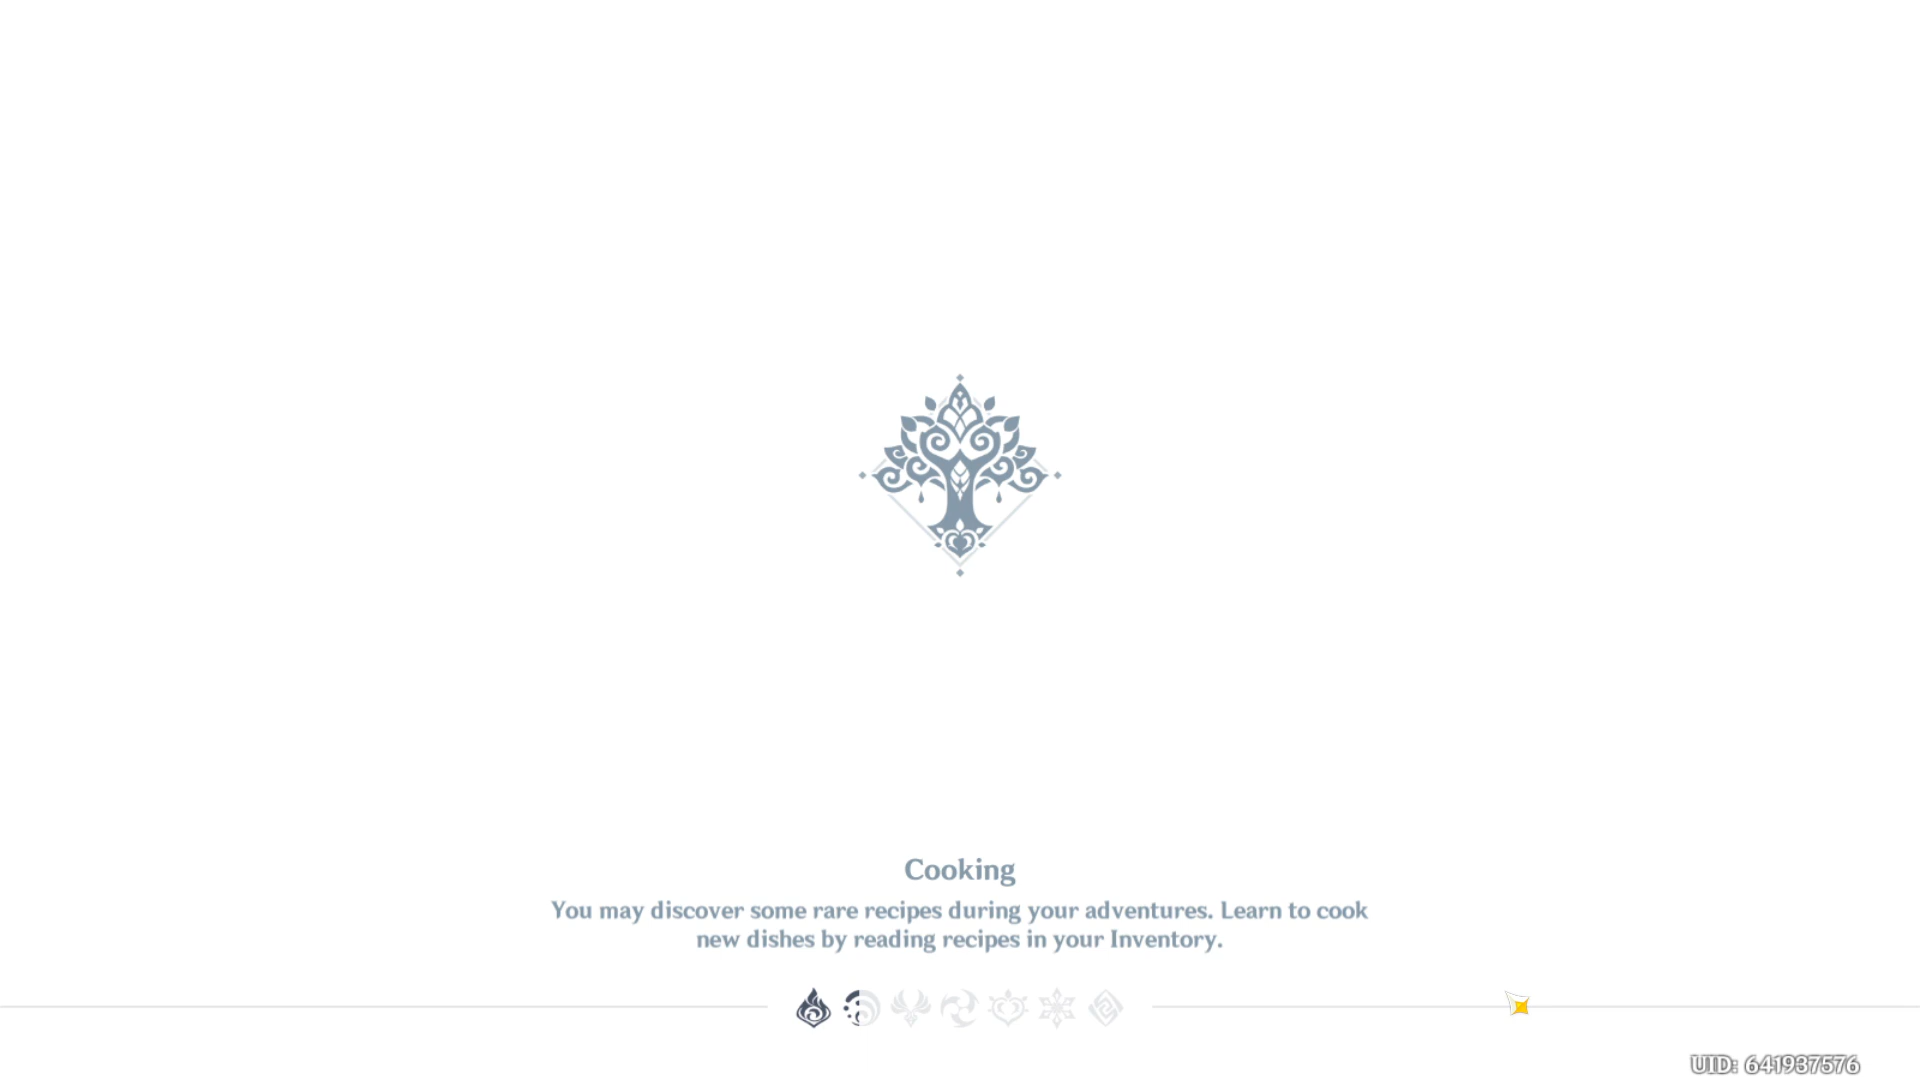 Cooking
You may discover some rare recipes during your adventures. Learn to cook
new dishes by reading recipes in your Inventory.
UID: 641937576